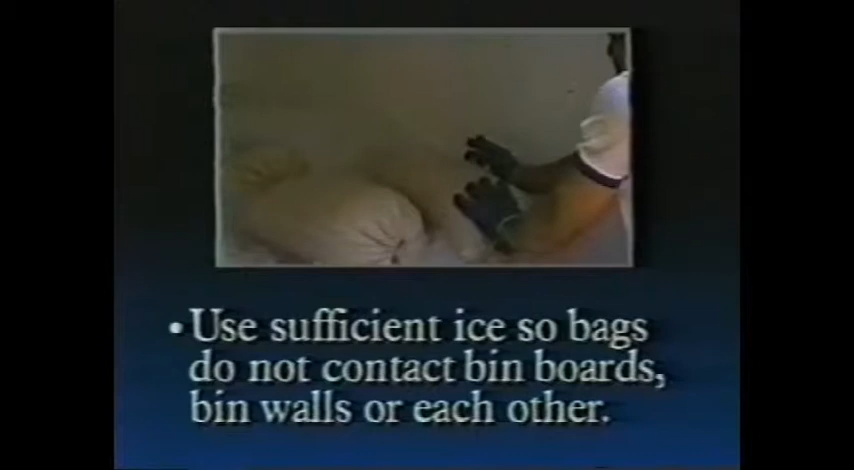 • Use sufficient ice so bags
do not contact bin boards,
bin walls or each other.